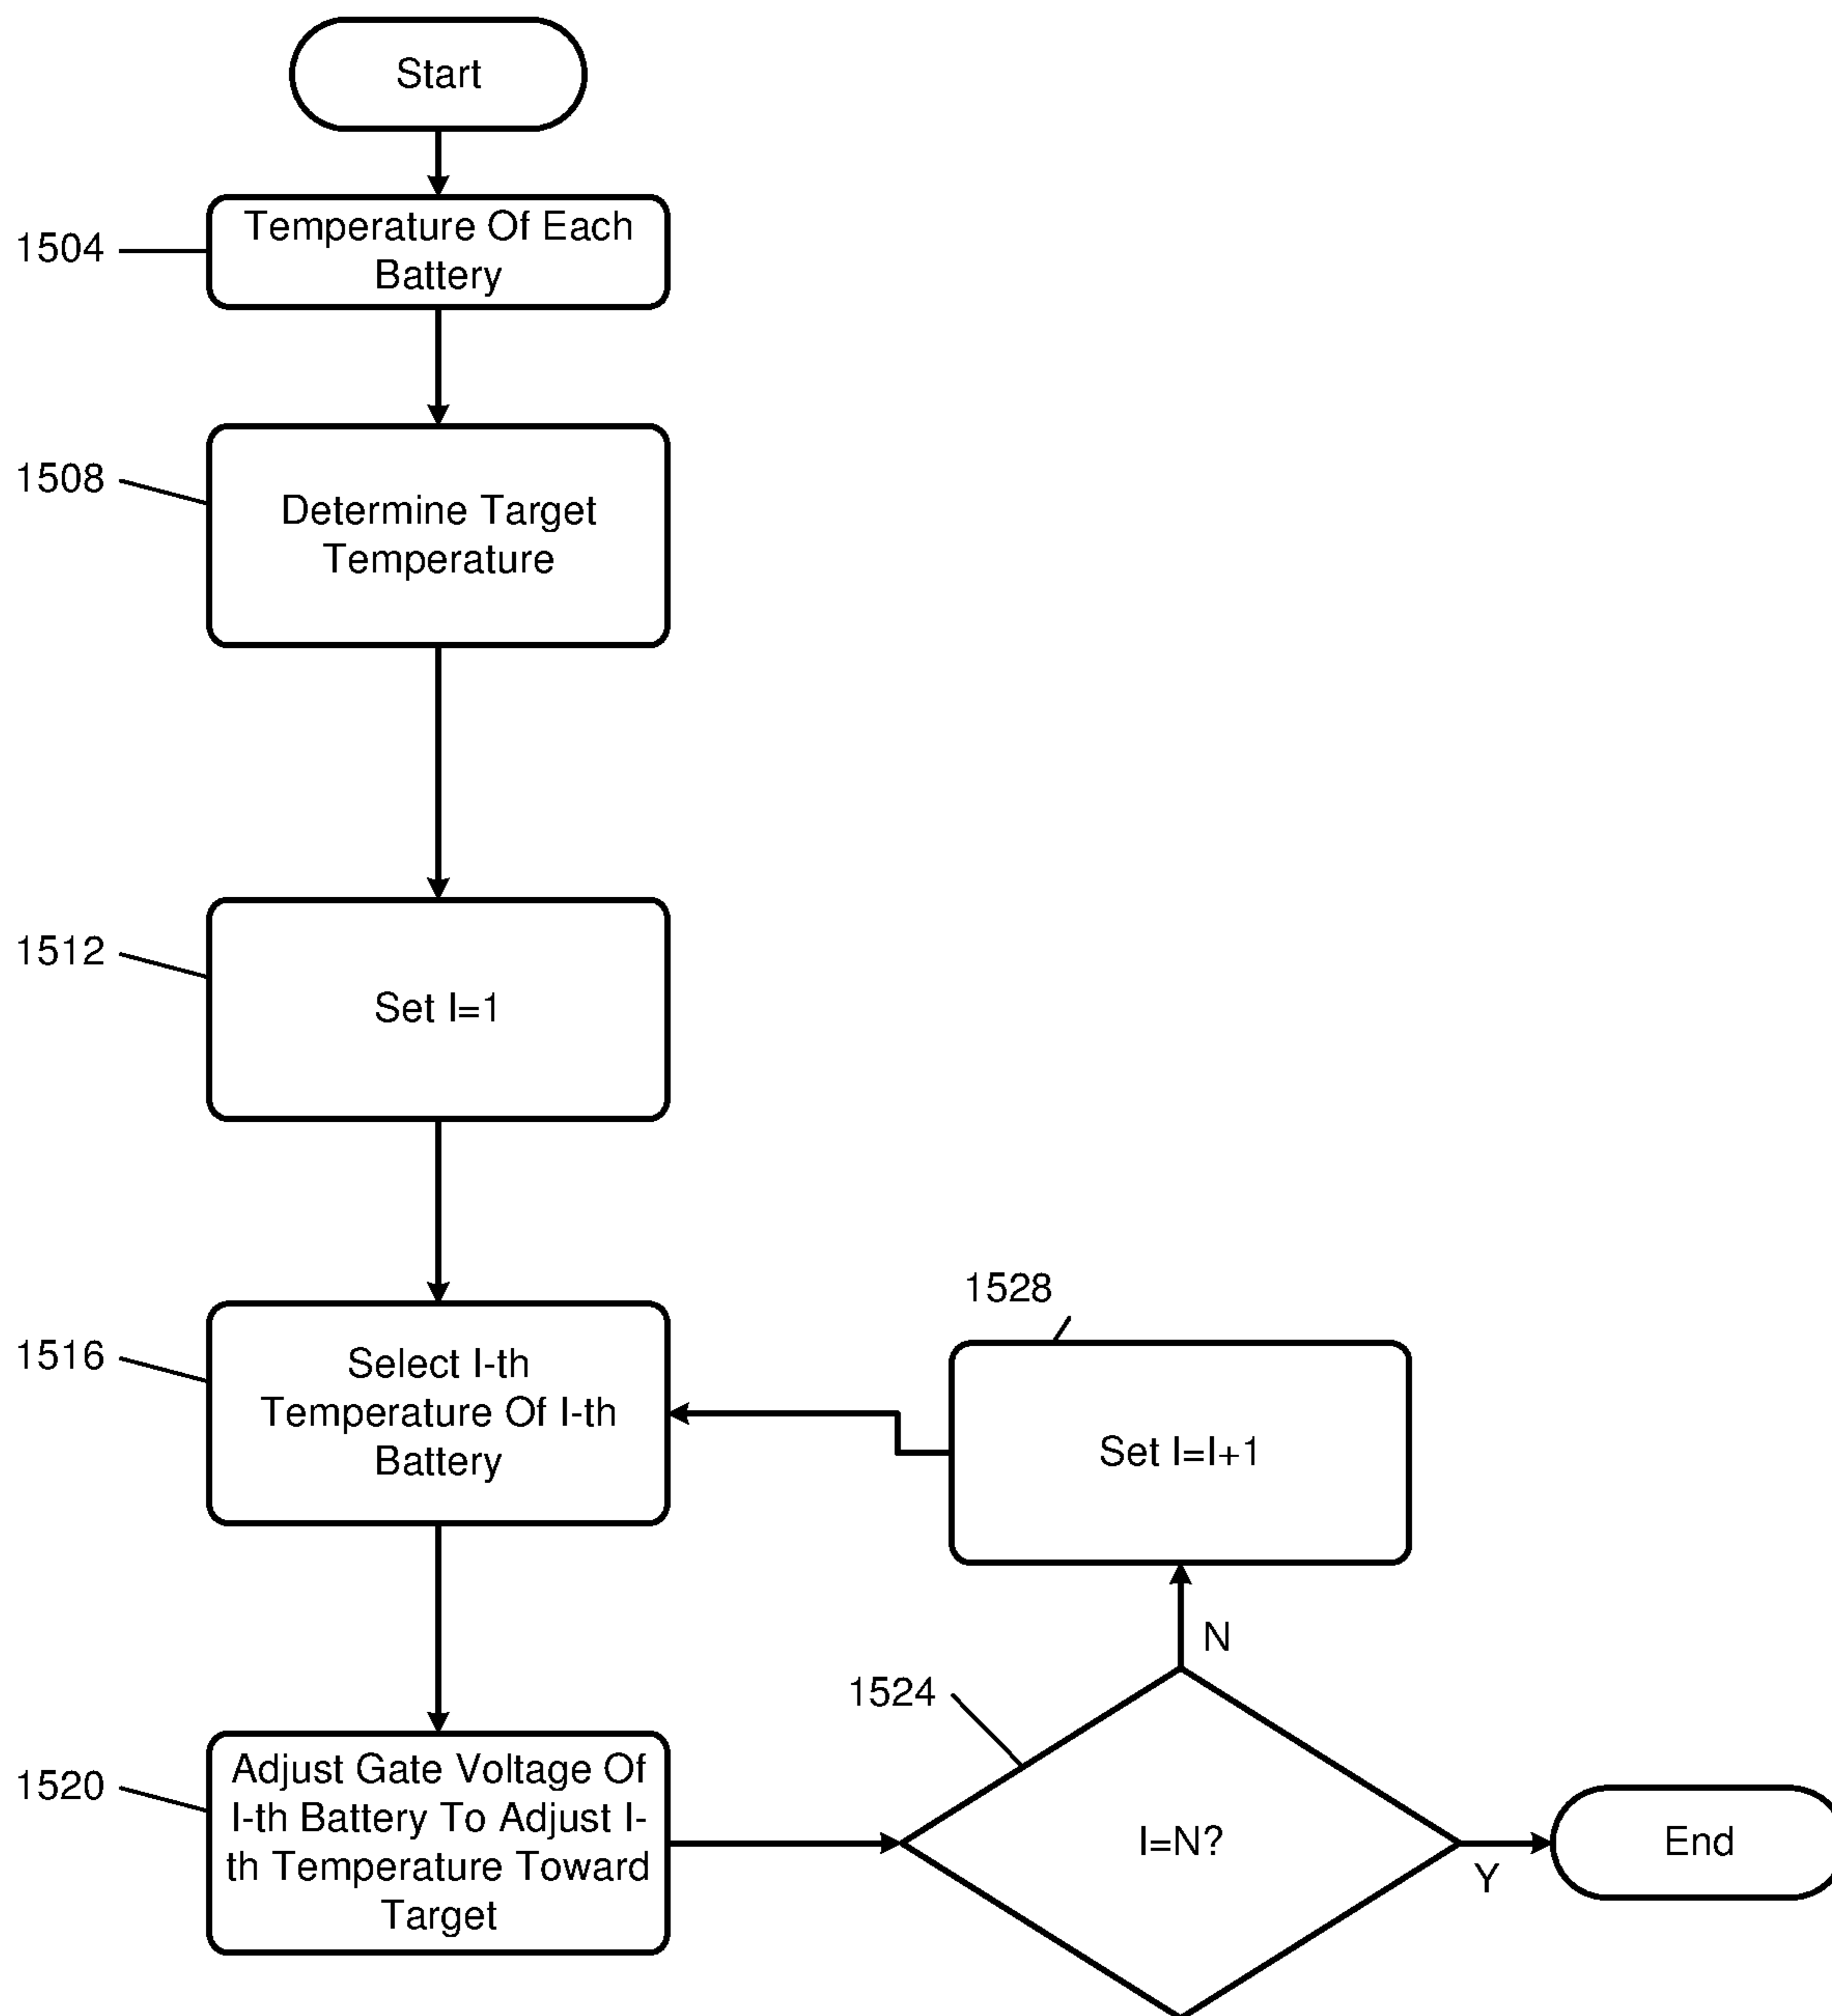 Start
1504
Temperature Of Each
Battery
1508
Determine Target
Temperature
1512
Set I=1
1516
Select I-th
Temperature Of I-th
Battery
1528
Set I=I+1
N
1520
Adjust Gate Voltage Of
I-th Battery To Adjust I-
th Temperature Toward
Target
1524
I=N?
Y
End